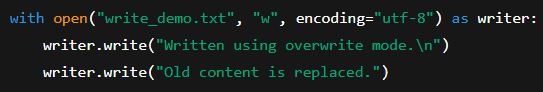 with open("write_demo.txt", "w", encoding="utf-8") as writer:
    writer.write("Written using overwrite mode.\n")
    writer.write("Old content is replaced.")